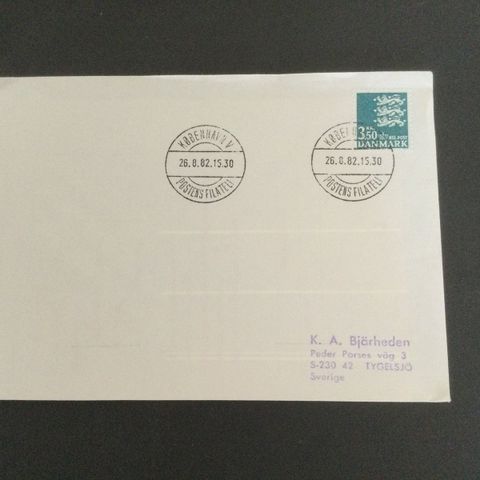 KØBENHAVN V
26.8.82.15.30
POSTENS FILATELI
26.8.82.15.30
POSTENS FILATELI
3.50
DANMARK
K. A. Bjärheden
Peder Porses väg 3
S-230 42 TYGELSJÖ
Sverige